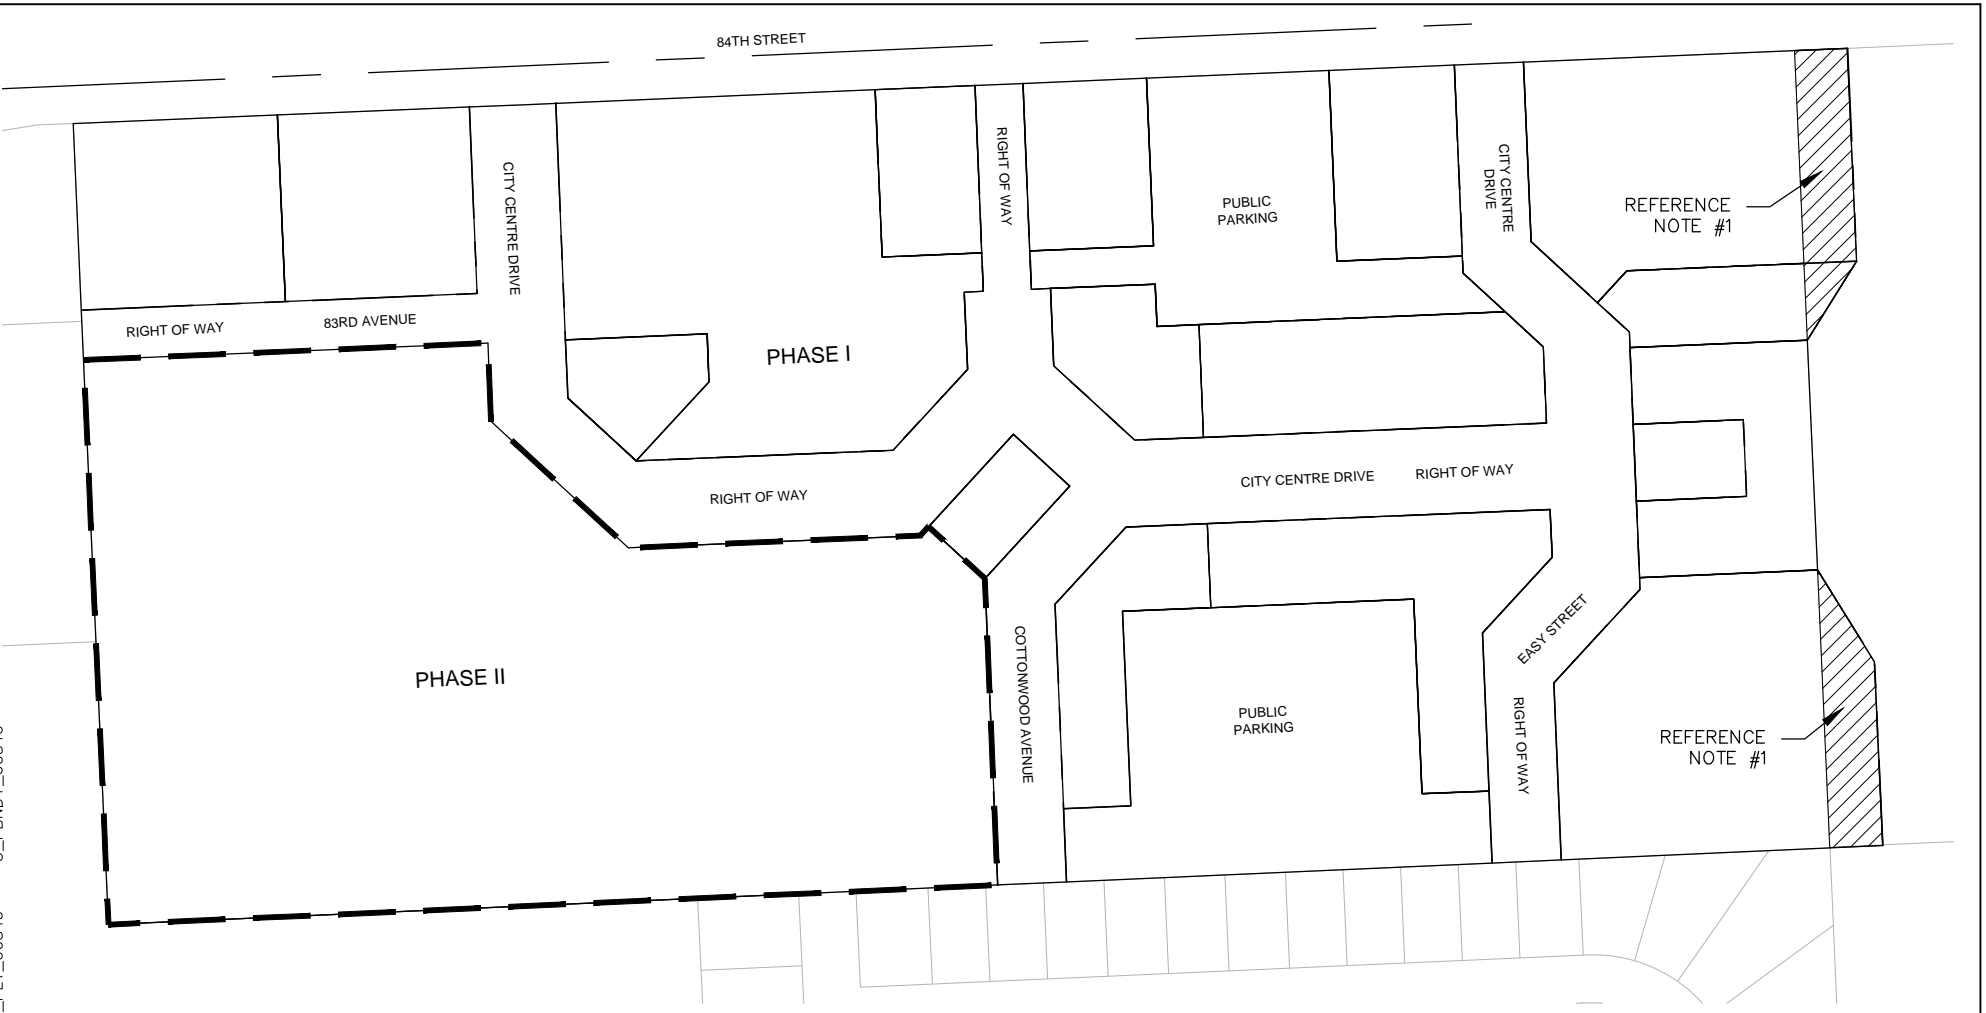 84TH STREET
CITY CENTRE DRIVE
RIGHT OF WAY
CITY CENTRE
DRIVE
PUBLIC
PARKING
REFERENCE
NOTE #1
RIGHT OF WAY
83RD AVENUE
PHASE I
RIGHT OF WAY
CITY CENTRE DRIVE
RIGHT OF WAY
PHASE II
COTTONWOOD AVENUE
EASY STREET
PUBLIC
PARKING
RIGHT OF WAY
REFERENCE
NOTE #1